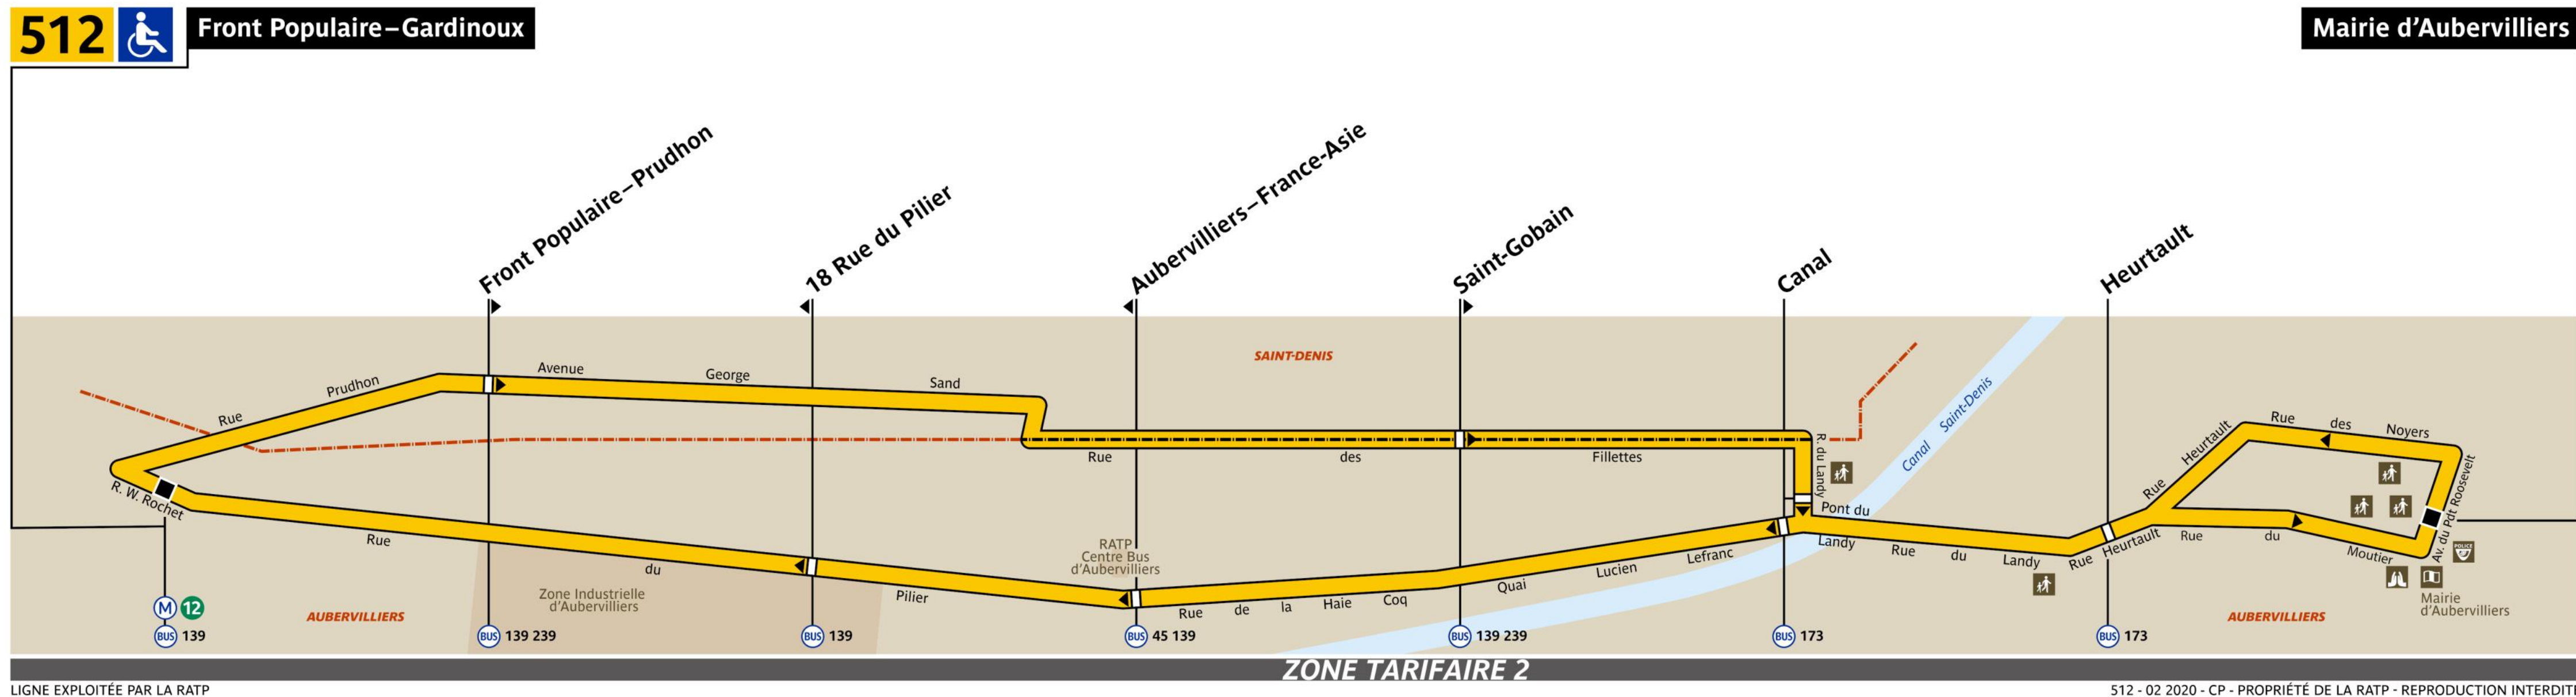 512
Front Populaire–Gardinoux
Mairie d’Aubervilliers
Front Populaire–Prudhon
18 Rue du Pilier
Aubervilliers–France-Asie
Saint-Gobain
Canal
Heurtault
SAINT-DENIS
Rue Prudhon
Avenue George Sand
Rue des Fillettes
R. du Landy
Canal Saint-Denis
Rue Heurtault
Rue des Noyers
Av. du Pdt Roosevelt
R. W. Rochet
Rue du Pilier
RATP
Centre Bus
d’Aubervilliers
Zone Industrielle
d’Aubervilliers
Rue de la Haie Coq
Quai Lucien Lefranc
Pont du
Landy
Rue du Landy
Rue Heurtault
Rue du Moutier
POLICE
Mairie
d’Aubervilliers
AUBERVILLIERS
AUBERVILLIERS
M 12
BUS 139
BUS 139 239
BUS 139
BUS 45 139
BUS 139 239
BUS 173
BUS 173
ZONE TARIFAIRE 2
LIGNE EXPLOITÉE PAR LA RATP
512 - 02 2020 - CP - PROPRIÉTÉ DE LA RATP - REPRODUCTION INTERDIT